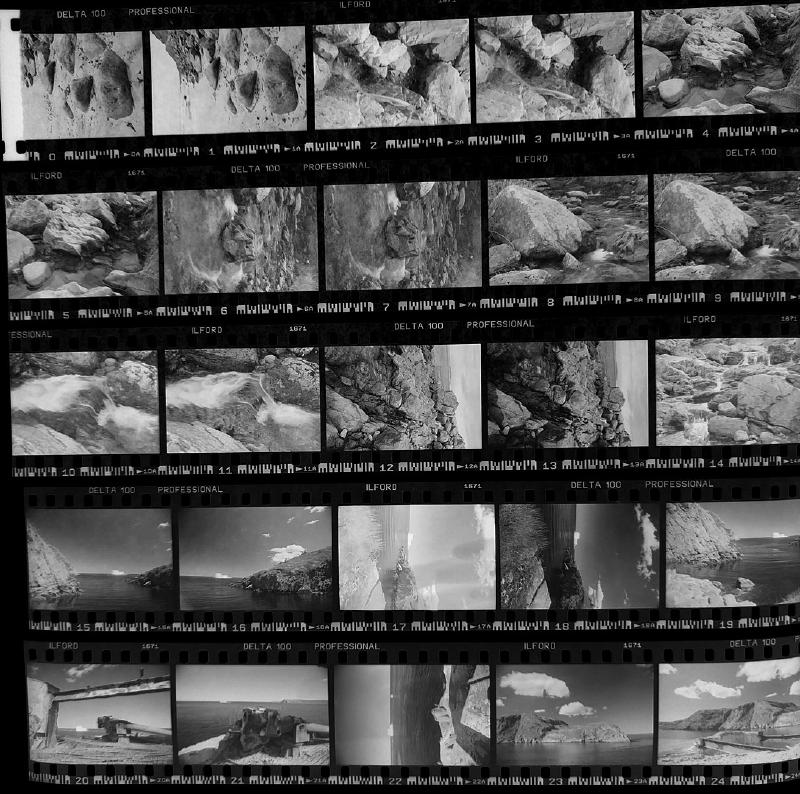 DELTA 100 PROFESSIONAL ILFORD 1671
0 ►0A 1 ►1A 2 ►2A 3 ►3A 4 ►4A
ILFORD 1671 DELTA 100 PROFESSIONAL ILFORD 1671 DELTA 100
5 ►5A 6 ►6A 7 ►7A 8 ►8A 9
ESSIONAL ILFORD 1671 DELTA 100 PROFESSIONAL ILFORD 1671
10 ►10A 11 ►11A 12 ►12A 13 ►13A 14
DELTA 100 PROFESSIONAL ILFORD 1671 DELTA 100 PROFESSIONAL
15 ►15A 16 ►16A 17 ►17A 18 ►18A 19
ILFORD 1671 DELTA 100 PROFESSIONAL ILFORD 1671 DELTA 100
20 ►20A 21 ►21A 22 ►22A 23 ►23A 24